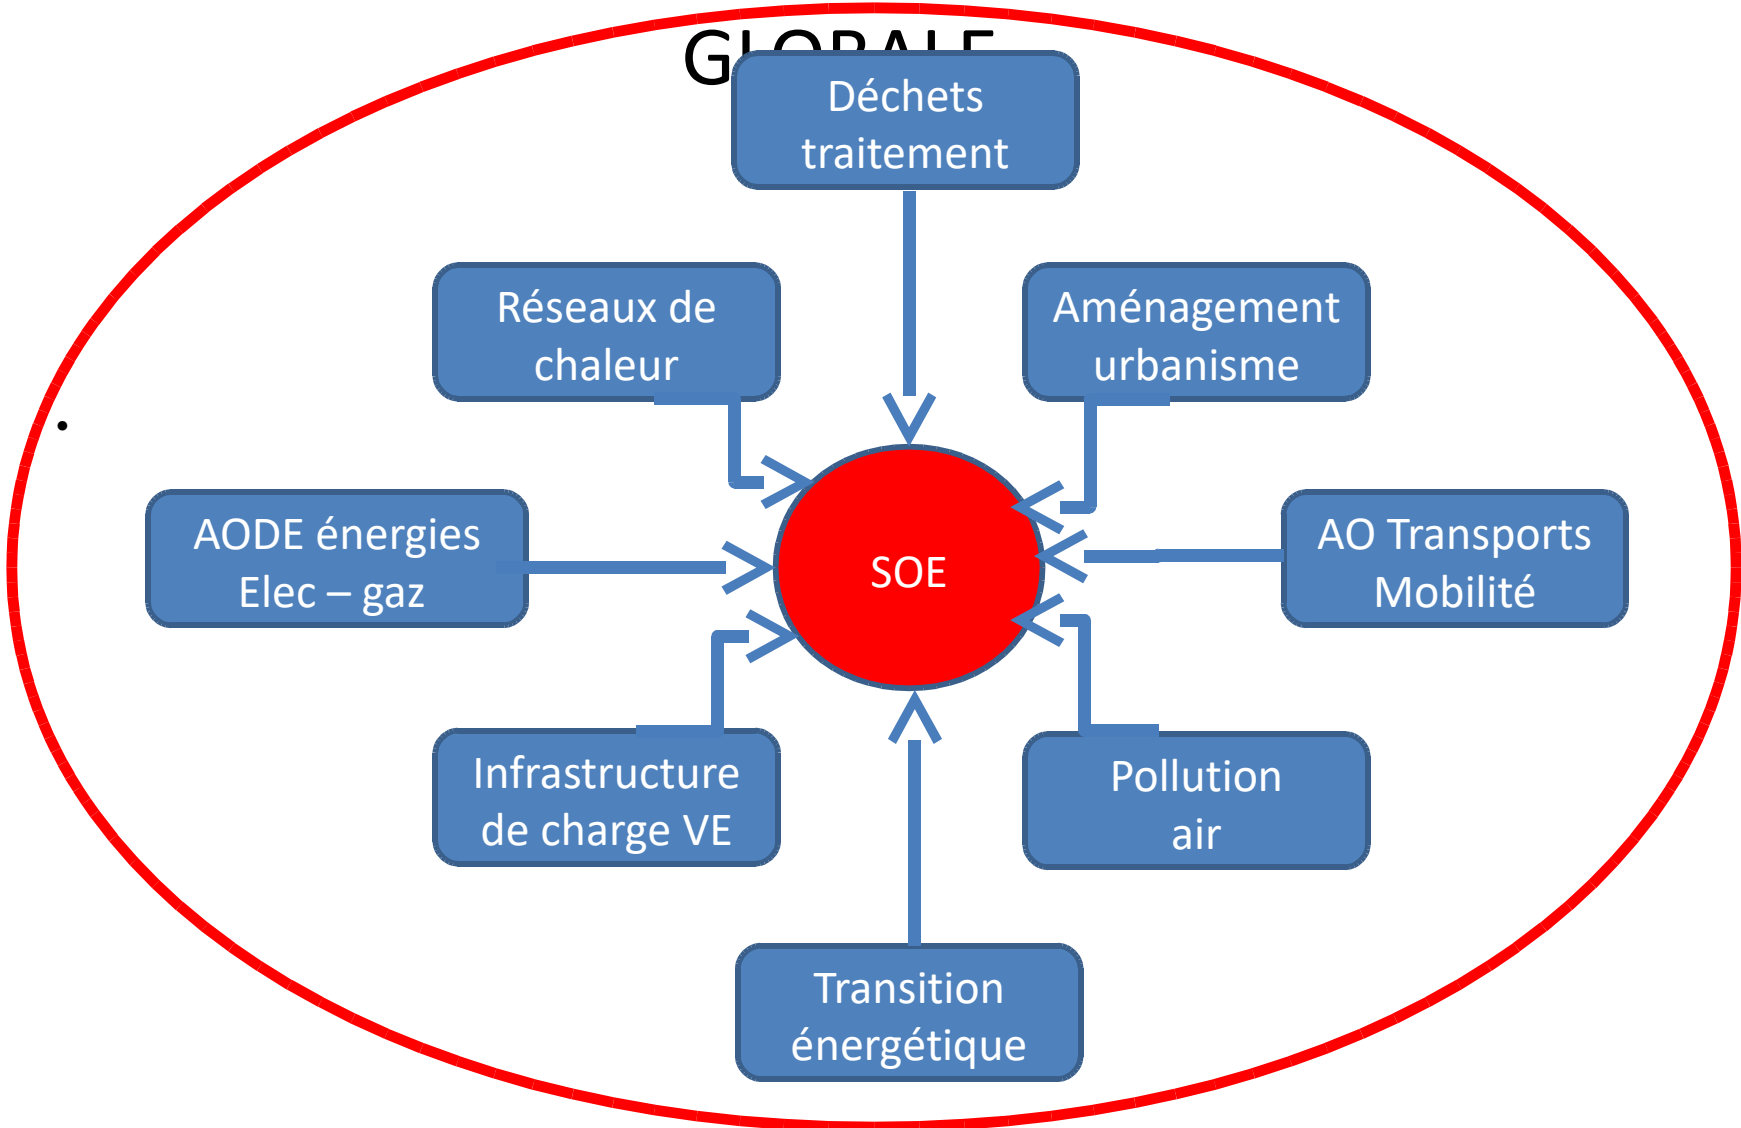 GLOBALE
Déchets
traitement
Réseaux de
chaleur
Aménagement
urbanisme
AODE énergies
Elec – gaz
SOE
AO Transports
Mobilité
Infrastructure
de charge VE
Pollution
air
Transition
énergétique